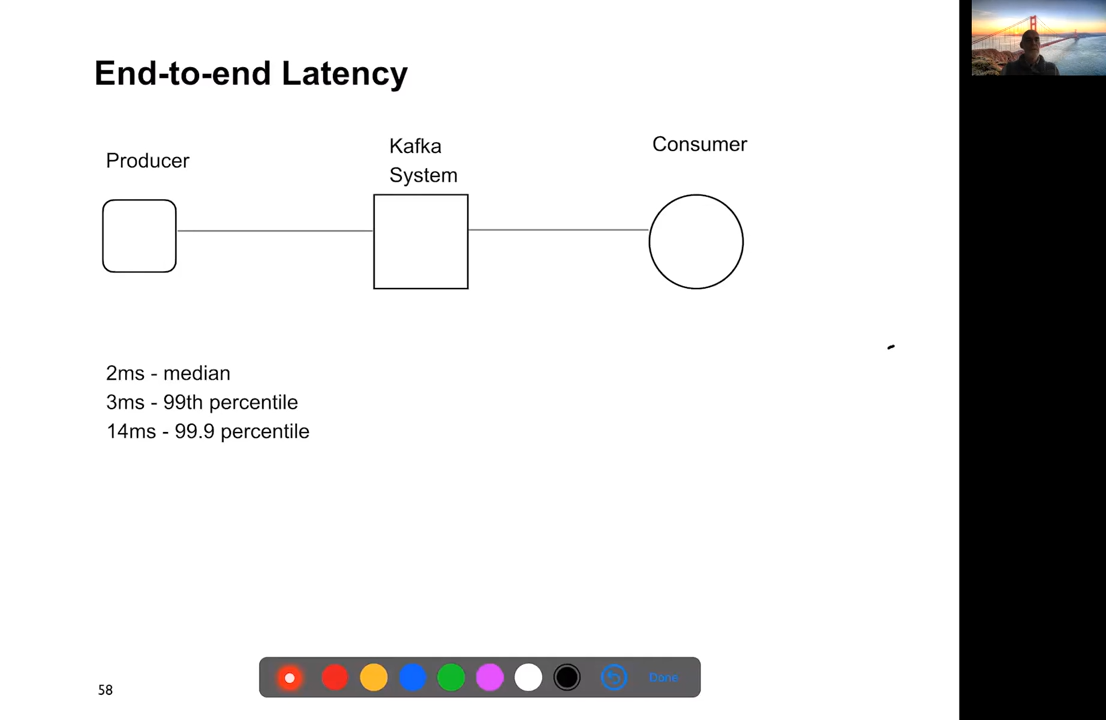 End-to-end Latency
Producer
Kafka
System
Consumer
2ms - median
3ms - 99th percentile
14ms - 99.9 percentile
58
Done